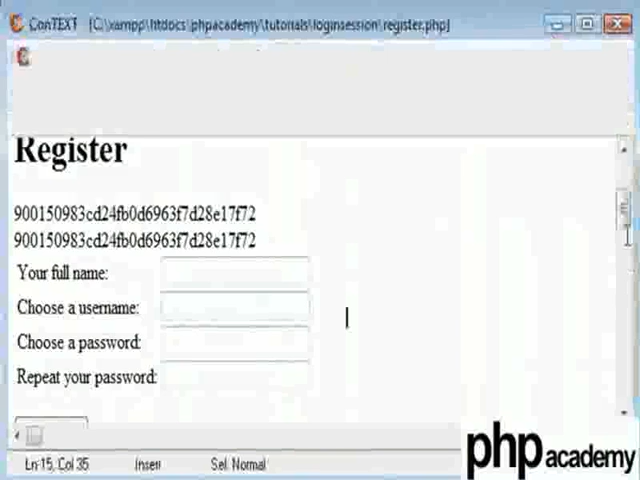 ConTEXT [C:\xampp\htdocs\phpacademy\tutorials\loginsession\register.php]
Register
900150983cd24fb0d6963f7d28e17f72
900150983cd24fb0d6963f7d28e17f72
Your full name:
Choose a username:
Choose a password:
Repeat your password:
Ln 15, Col 35 Insert Sel: Normal
php academy